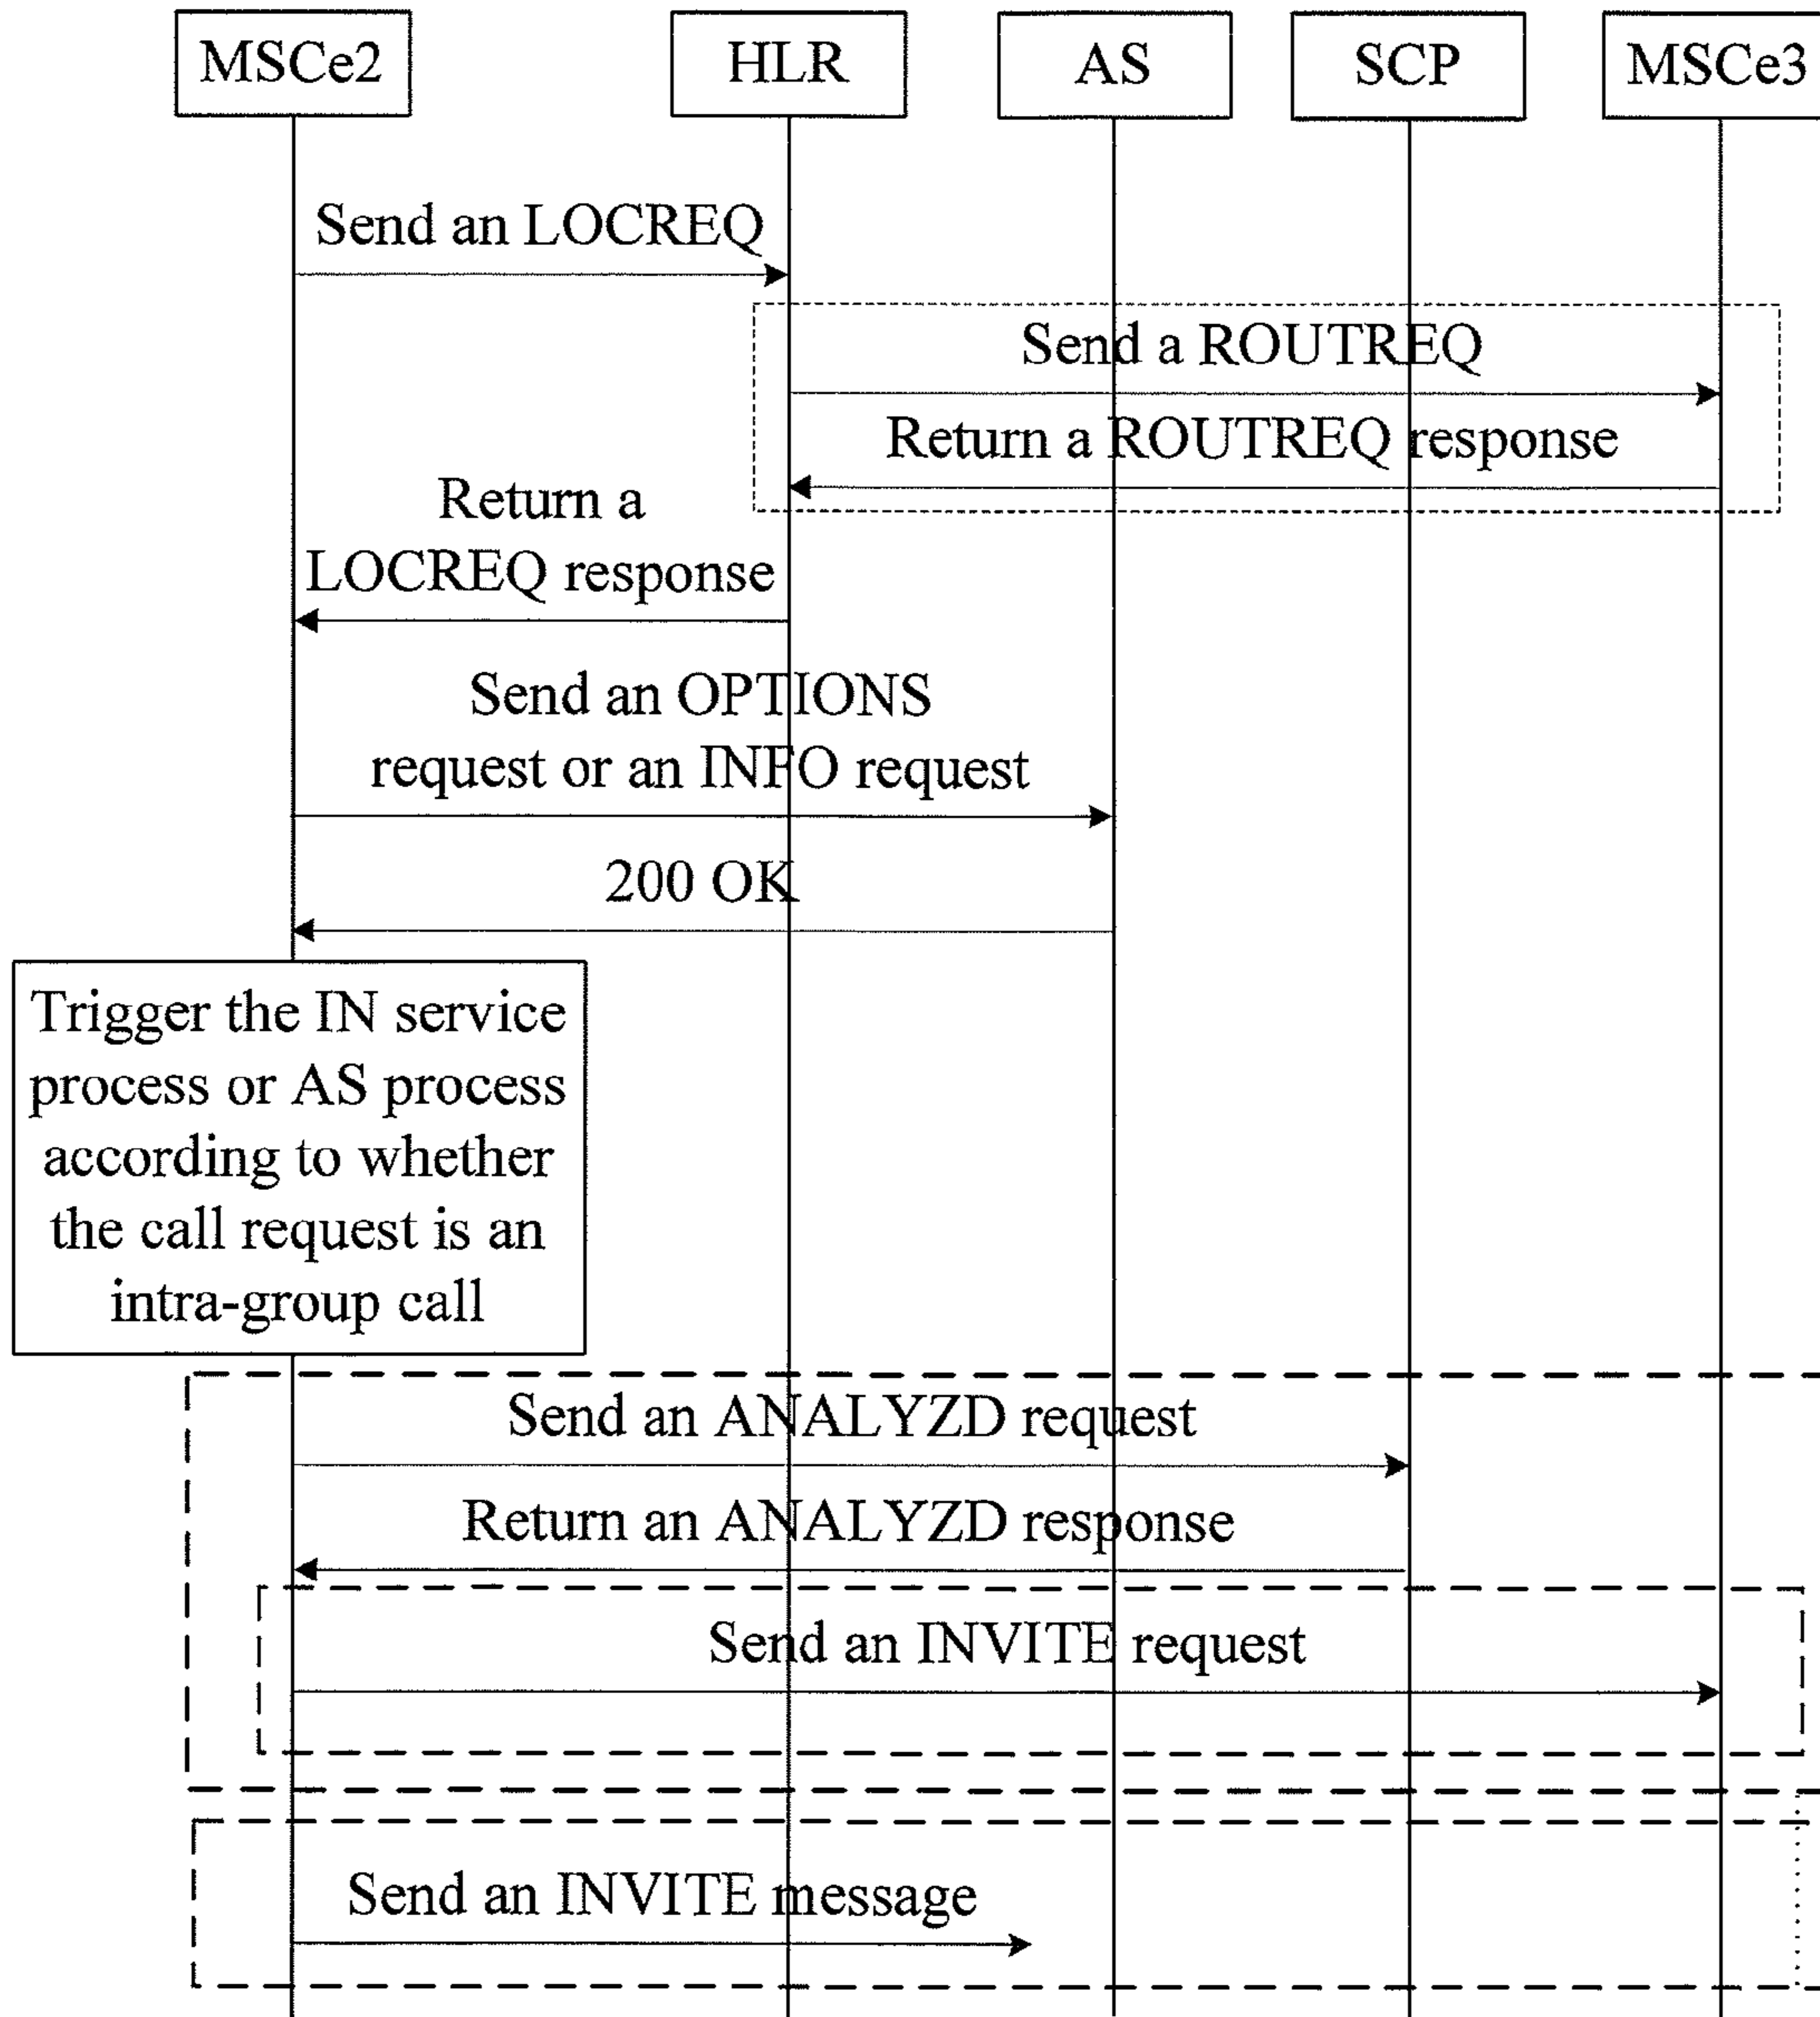 MSCe2
HLR
AS
SCP
MSCe3
Send an LOCREQ
Send a ROUTREQ
Return a ROUTREQ response
Return a
LOCREQ response
Send an OPTIONS
request or an INFO request
200 OK
Trigger the IN service
process or AS process
according to whether
the call request is an
intra-group call
Send an ANALYZD request
Return an ANALYZD response
Send an INVITE request
Send an INVITE message